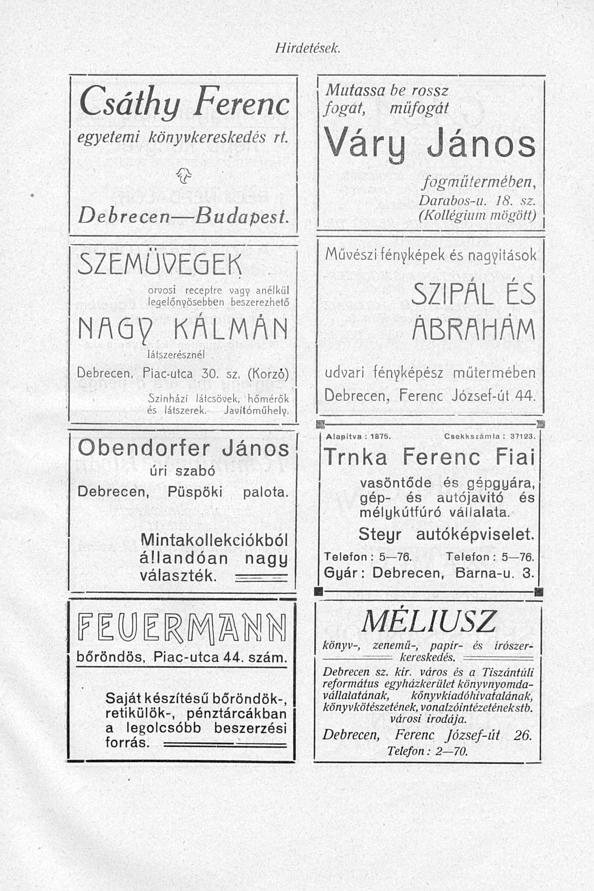 Hirdetések.
Csáthy Ferenc
egyetemi könyvkereskedés rt.
Debrecen—Budapest.
Mutassa be rossz
fogát, műfogát
Váry János
fogműtermében,
Darabos-u. 18. sz.
(Kollégium mögött)
SZEMÜVEGEK
orvosi receptre vagy anélkül
legelőnyösebben beszerezhető
NAGY KÁLMÁN
látszerésznél
Debrecen, Piac-utca 30. sz. (Korzó)
Szinházi látcsövek, hőmérők
és látszerek. Javítóműhely.
Művészi fényképek és nagyitások
SZIPÁL ÉS
ÁBRAHÁM
udvari fényképész műtermében
Debrecen, Ferenc József-út 44.
Obendorfer János
úri szabó
Debrecen, Püspöki palota.
Mintakollekciókból
állandóan nagy
választék.
Alapítva : 1875. Csekkszámla : 37123.
Trnka Ferenc Fiai
vasöntőde és gépgyára,
gép- és autójavitó és
mélykútfúró vállalata.
Steyr autóképviselet.
Telefon : 5—76. Telefon : 5—76.
Gyár : Debrecen, Barna-u. 3.
FEUERMANN
bőröndös, Piac-utca 44. szám.
Saját készítésű bőröndök-,
retikülök-, pénztárcákban
a legolcsóbb beszerzési
forrás.
MÉLIUSZ
könyv-, zenemű-, papir- és irószer-
kereskedés.
Debrecen sz. kir. város és a Tiszántúli
református egyházkerület könyvnyomda-
vállalatának, könyvkiadóhivatalának,
könyvkötészetének, vonalzóintézetének stb.
városi irodája.
Debrecen, Ferenc József-út 26.
Telefon : 2—70.